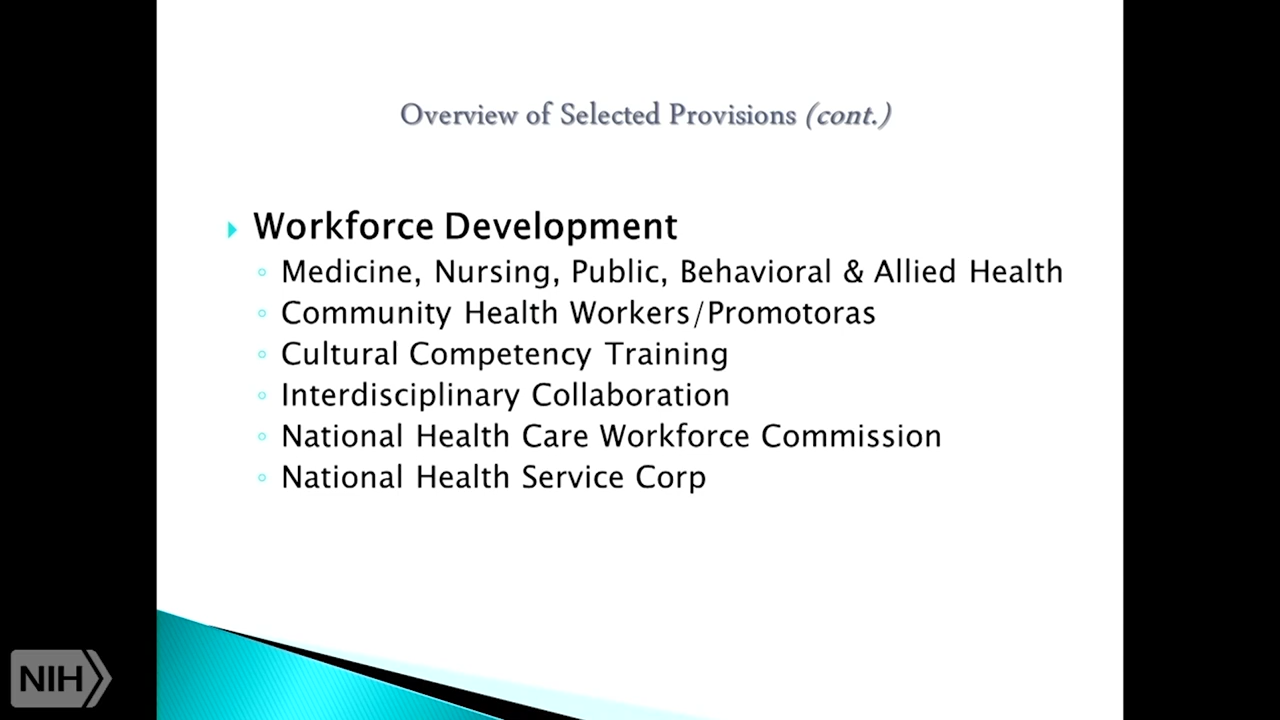 Overview of Selected Provisions (cont.)
Workforce Development
Medicine, Nursing, Public, Behavioral & Allied Health
Community Health Workers/Promotoras
Cultural Competency Training
Interdisciplinary Collaboration
National Health Care Workforce Commission
National Health Service Corp
NIH